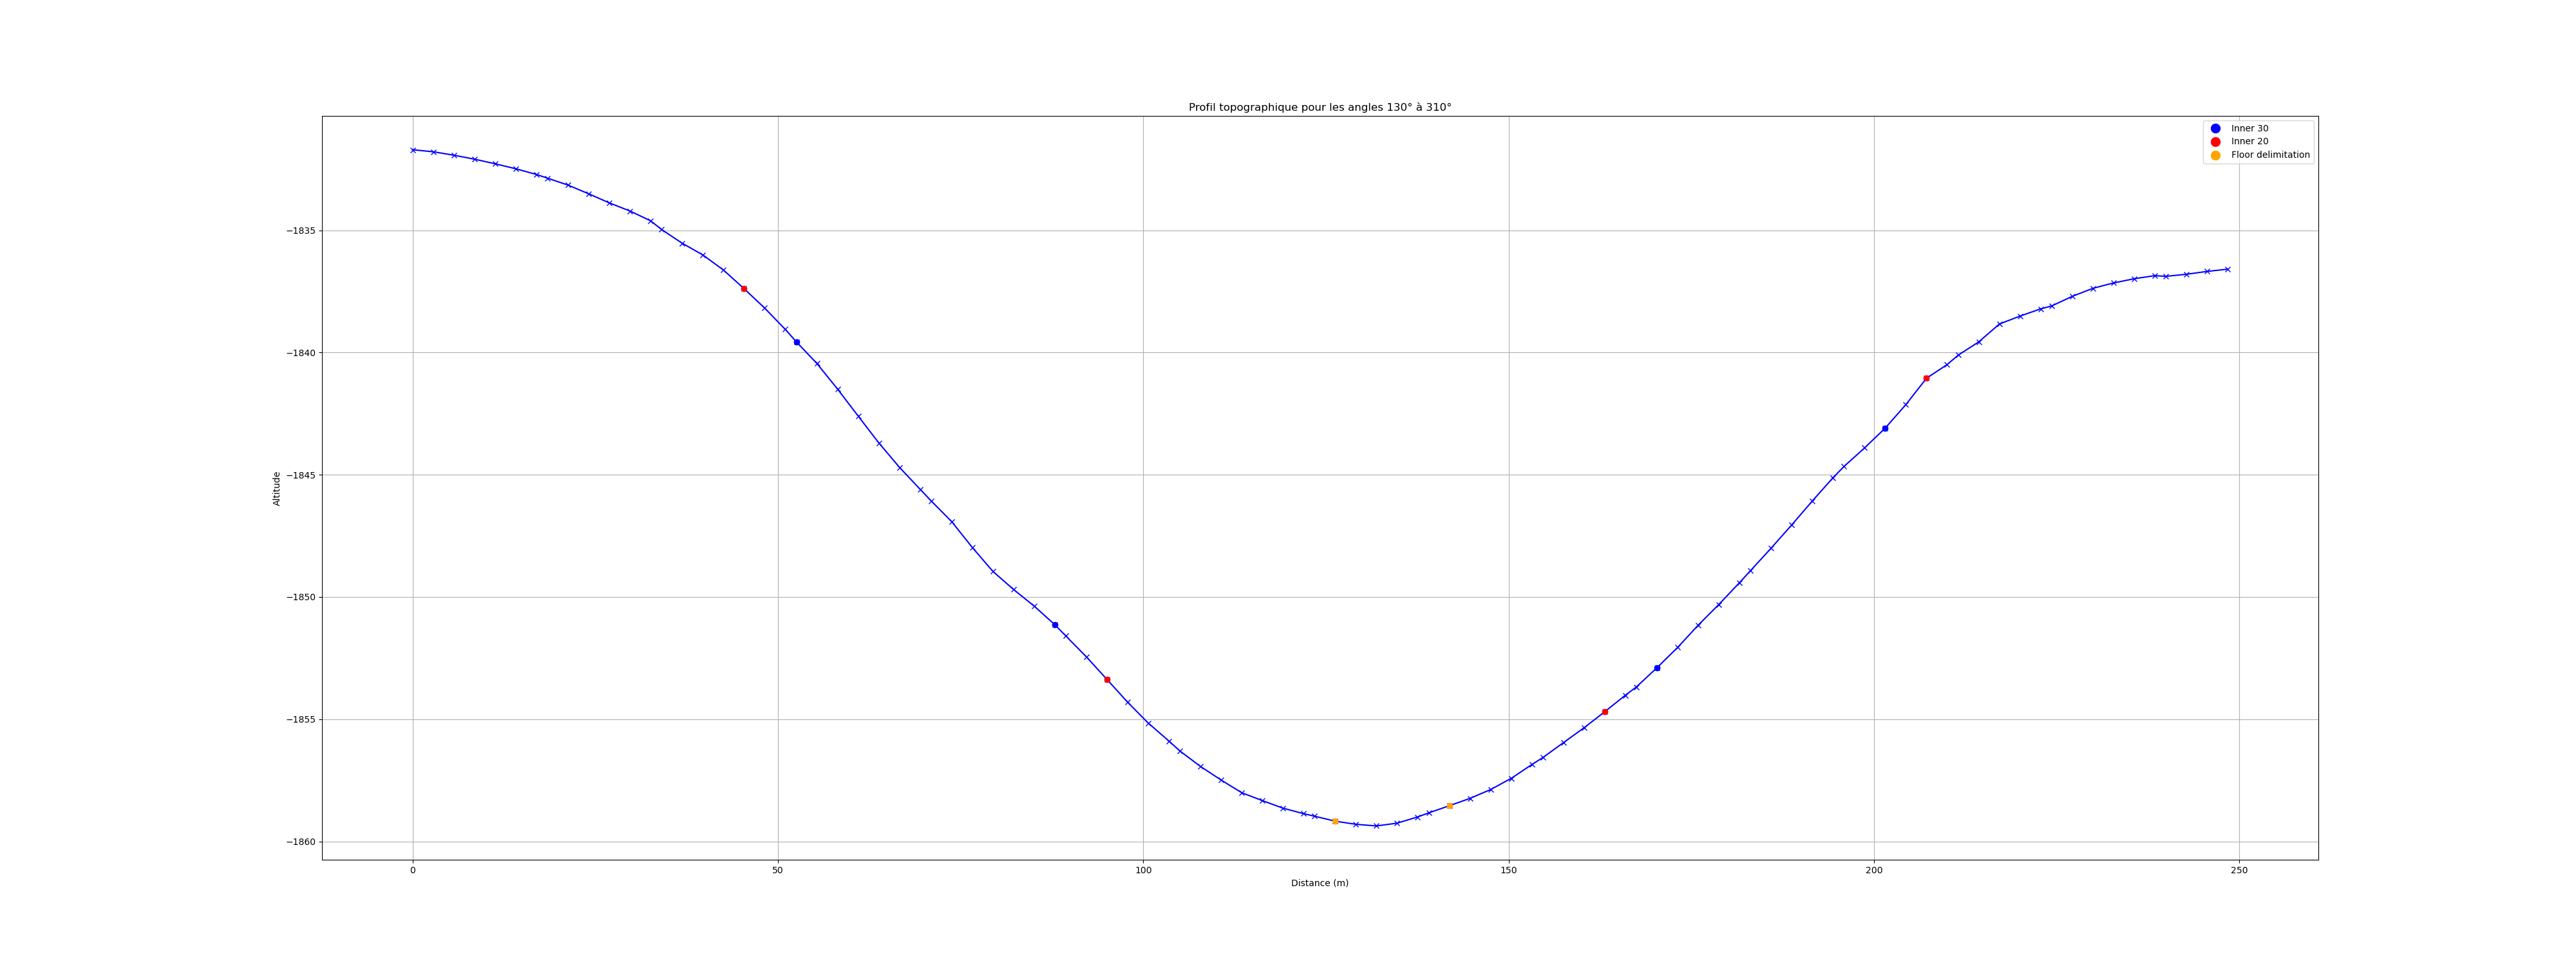 Profil topographique pour les angles 130° à 310°
Inner 30
Inner 20
Floor delimitation
−1835
−1840
−1845
−1850
−1855
−1860
Altitude
0 50 100 150 200 250
Distance (m)